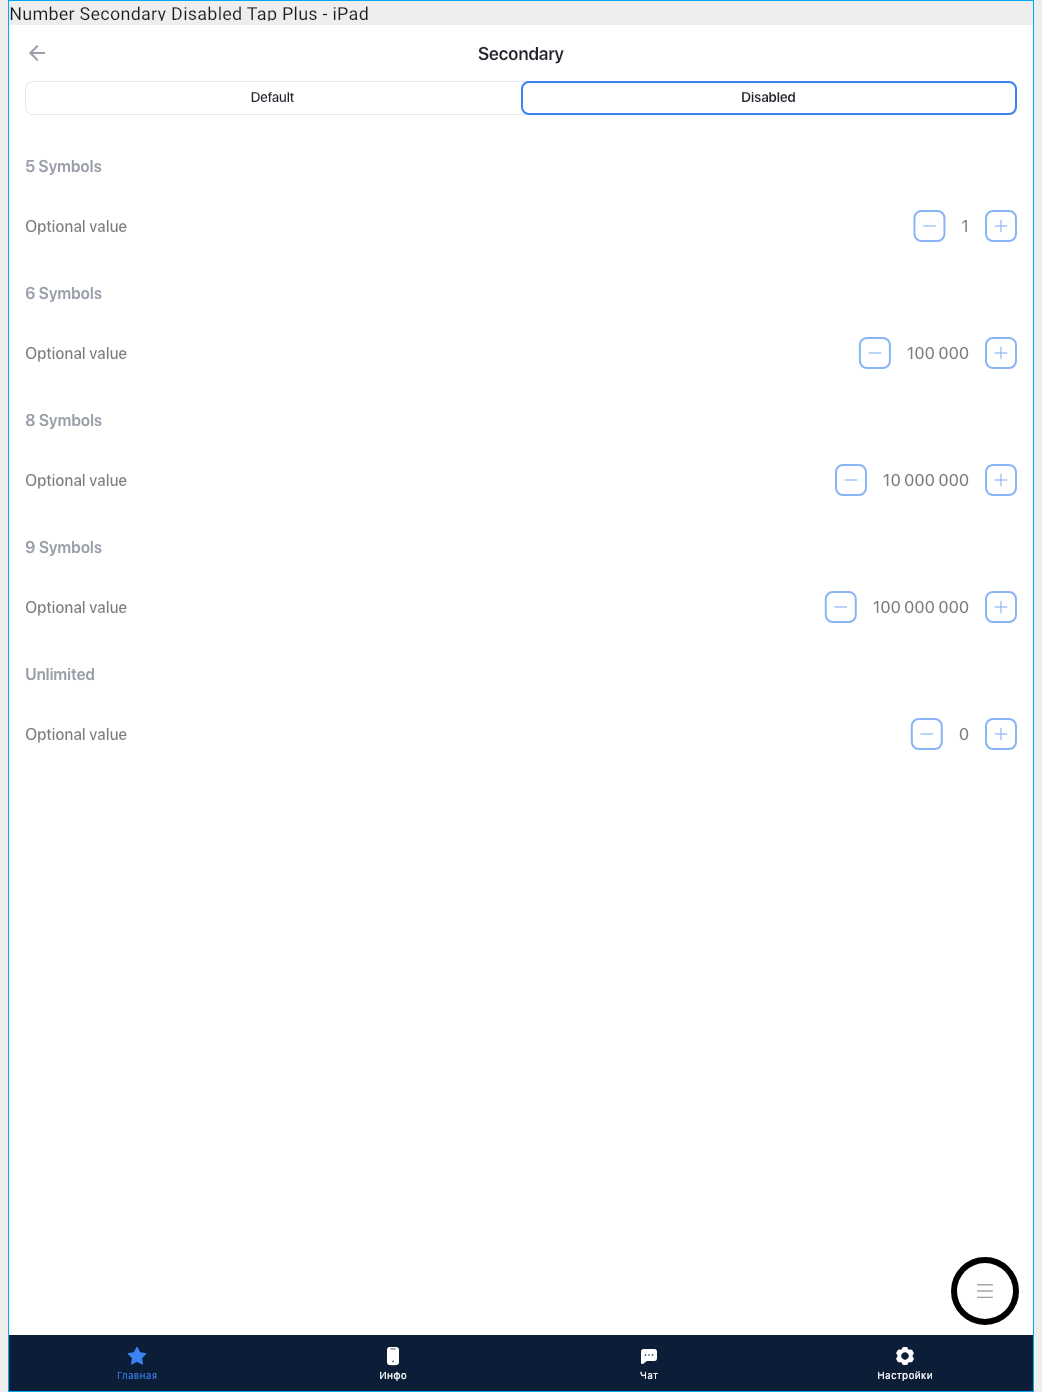 Number Secondary Disabled Tap Plus - iPad
Secondary
Default Disabled
5 Symbols
Optional value 1
6 Symbols
Optional value 100 000
8 Symbols
Optional value 10 000 000
9 Symbols
Optional value 100 000 000
Unlimited
Optional value 0
Главная Инфо Чат Настройки